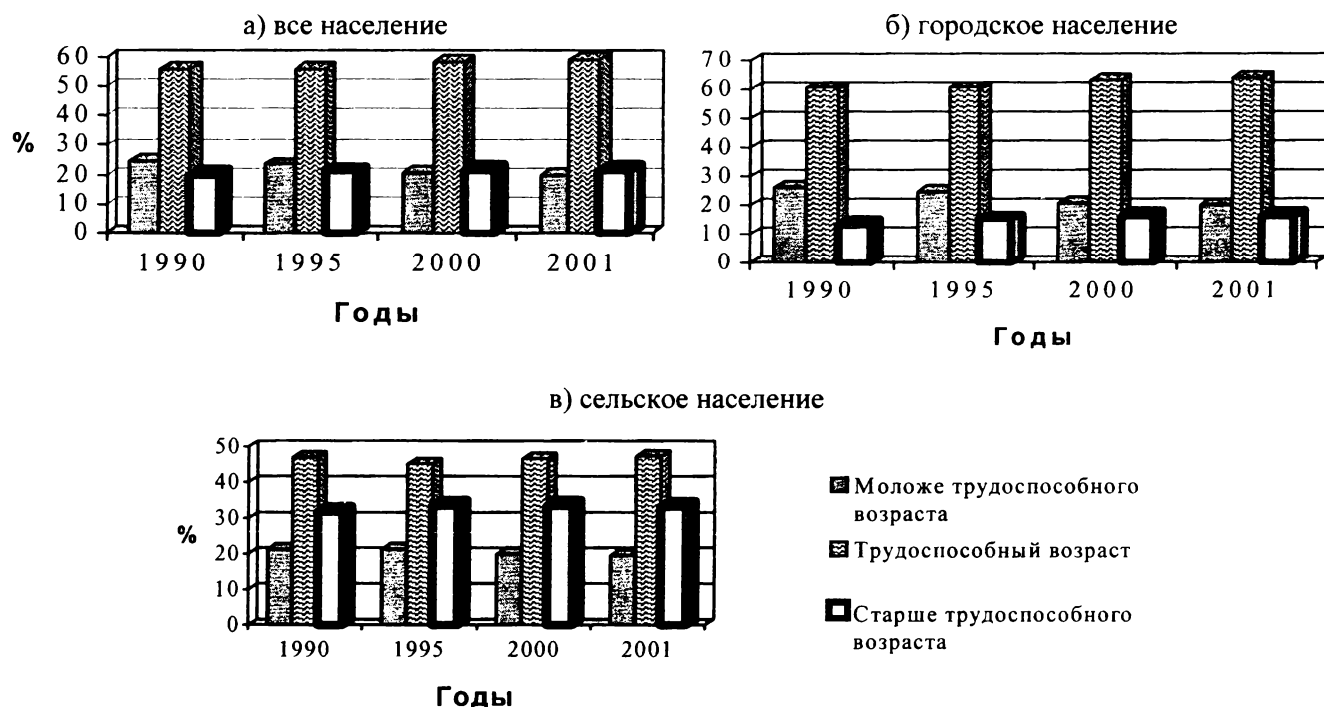 а) все население
60
50
40
30
20
10
0
%
1990 1995 2000 2001
Годы
б) городское население
70
60
50
40
30
20
10
0
1990 1995 2000 2001
Годы
в) сельское население
50
40
30
20
10
0
%
1990 1995 2000 2001
Годы
Моложе трудоспособного
возраста
Трудоспособный возраст
Старше трудоспособного
возраста